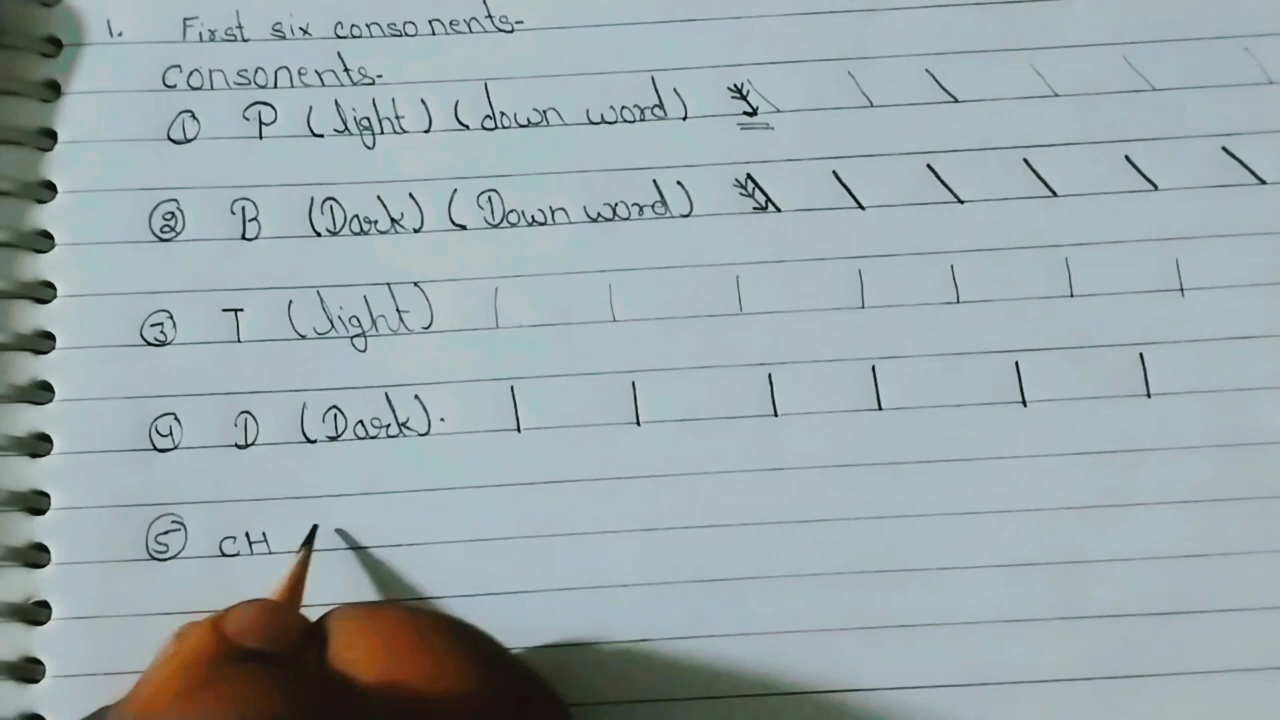 1. First six consonents-
consonents-
① P (light) (down word)
② B (Dark) (Down word)
③ T (light)
④ D (Dark).
⑤ CH